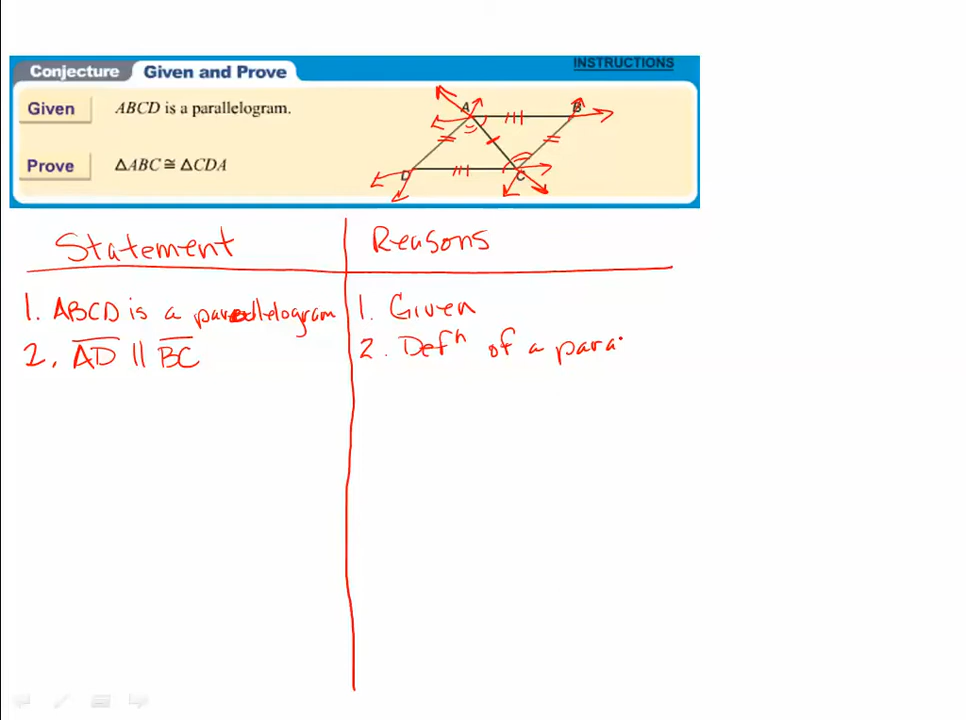 INSTRUCTIONS
Conjecture Given and Prove
Given ABCD is a parallelogram.
Prove △ABC ≅ △CDA
A B
D C
Statement Reasons
1. ABCD is a parallelogram 1. Given
2. AD || BC 2. Defⁿ of a para